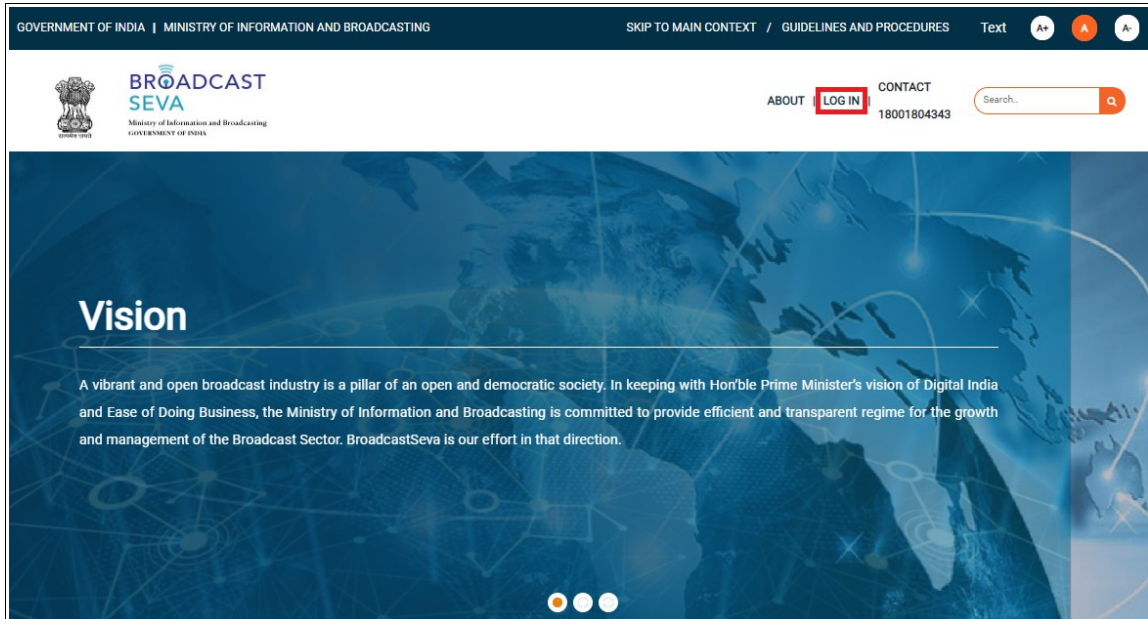 GOVERNMENT OF INDIA | MINISTRY OF INFORMATION AND BROADCASTING
SKIP TO MAIN CONTEXT / GUIDELINES AND PROCEDURES Text A+ A A-
BROADCAST
SEVA
Ministry of Information and Broadcasting
GOVERNMENT OF INDIA
सत्यमेव जयते
ABOUT | LOG IN |
CONTACT
18001804343
Search..
Vision
A vibrant and open broadcast industry is a pillar of an open and democratic society. In keeping with Hon'ble Prime Minister's vision of Digital India
and Ease of Doing Business, the Ministry of Information and Broadcasting is committed to provide efficient and transparent regime for the growth
and management of the Broadcast Sector. BroadcastSeva is our effort in that direction.